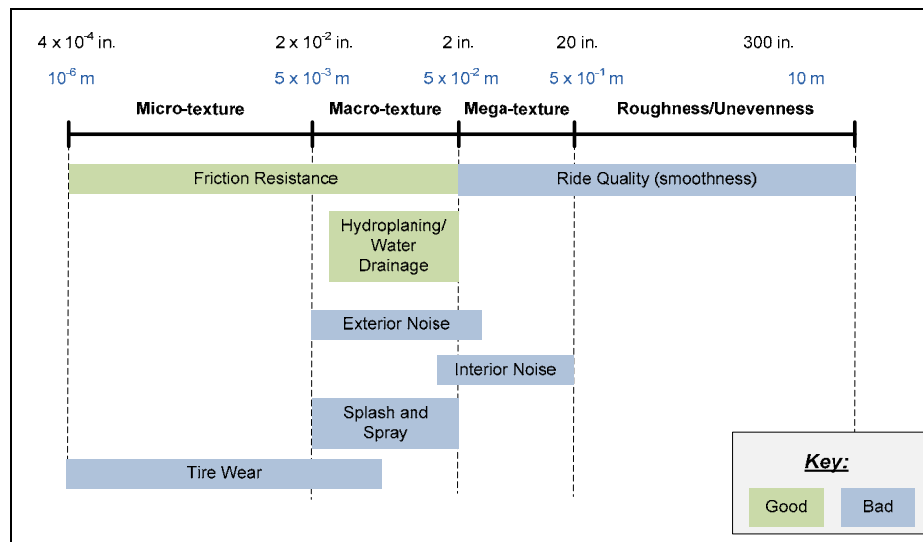 4 x 10⁻⁴ in. 2 x 10⁻² in. 2 in. 20 in. 300 in.
10⁻⁶ m 5 x 10⁻³ m 5 x 10⁻² m 5 x 10⁻¹ m 10 m
Micro-texture Macro-texture Mega-texture Roughness/Unevenness
Friction Resistance Ride Quality (smoothness)
Hydroplaning/
Water
Drainage
Exterior Noise
Interior Noise
Splash and
Spray
Tire Wear
Key:
Good Bad